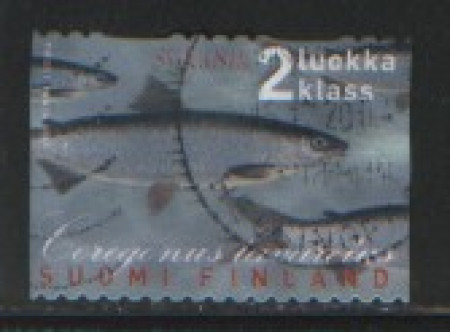 2 luokka
klass
Coregonus lavaretus
SUOMI FINLAND